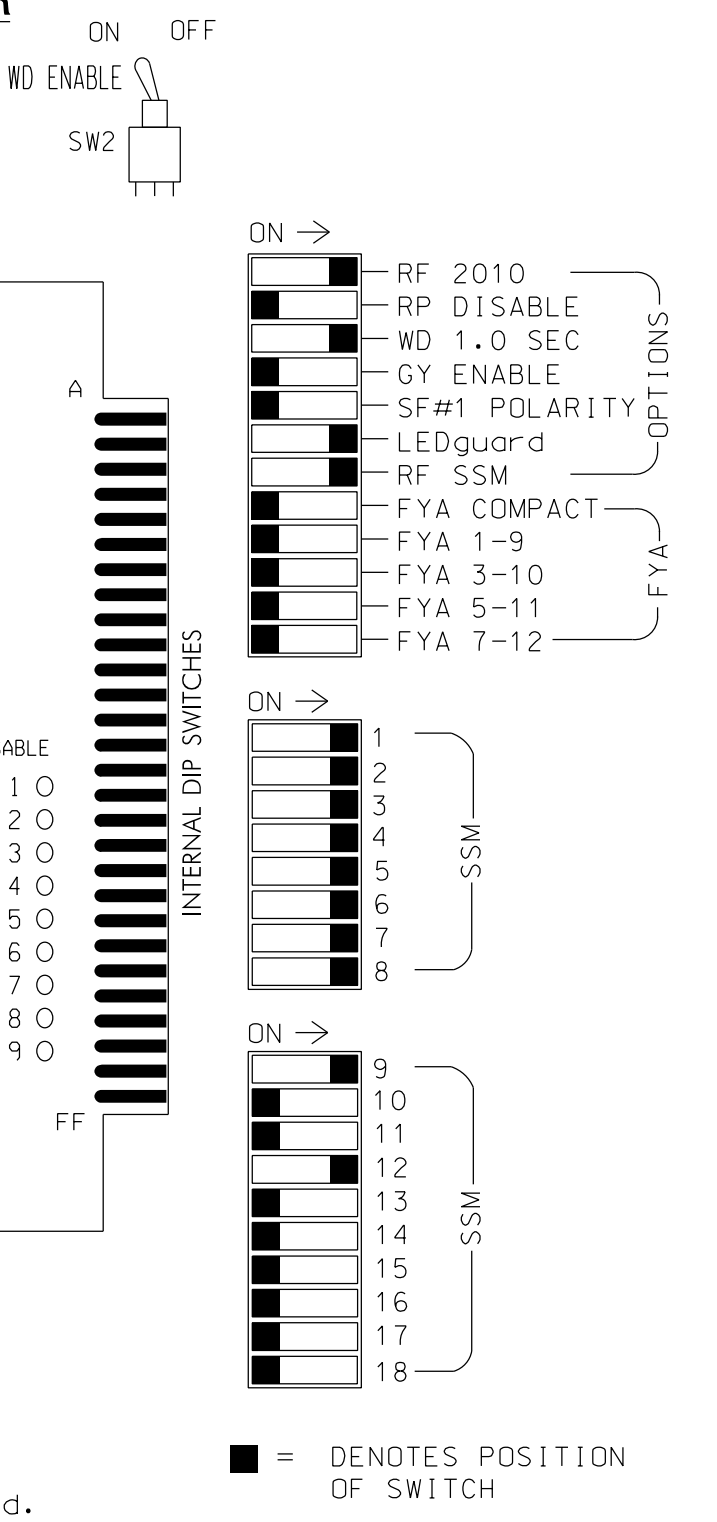 ON OFF
WD ENABLE
SW2
ON
RF 2010
RP DISABLE
WD 1.0 SEC
GY ENABLE
SF#1 POLARITY
LEDguard
RF SSM
OPTIONS
FYA COMPACT
FYA 1-9
FYA 3-10
FYA 5-11
FYA 7-12
FYA
A
FF
INTERNAL DIP SWITCHES
ABLE
1
2
3
4
5
6
7
8
9
ON
1
2
3
4
5
6
7
8
SSM
ON
9
10
11
12
13
14
15
16
17
18
SSM
= DENOTES POSITION
OF SWITCH
d.